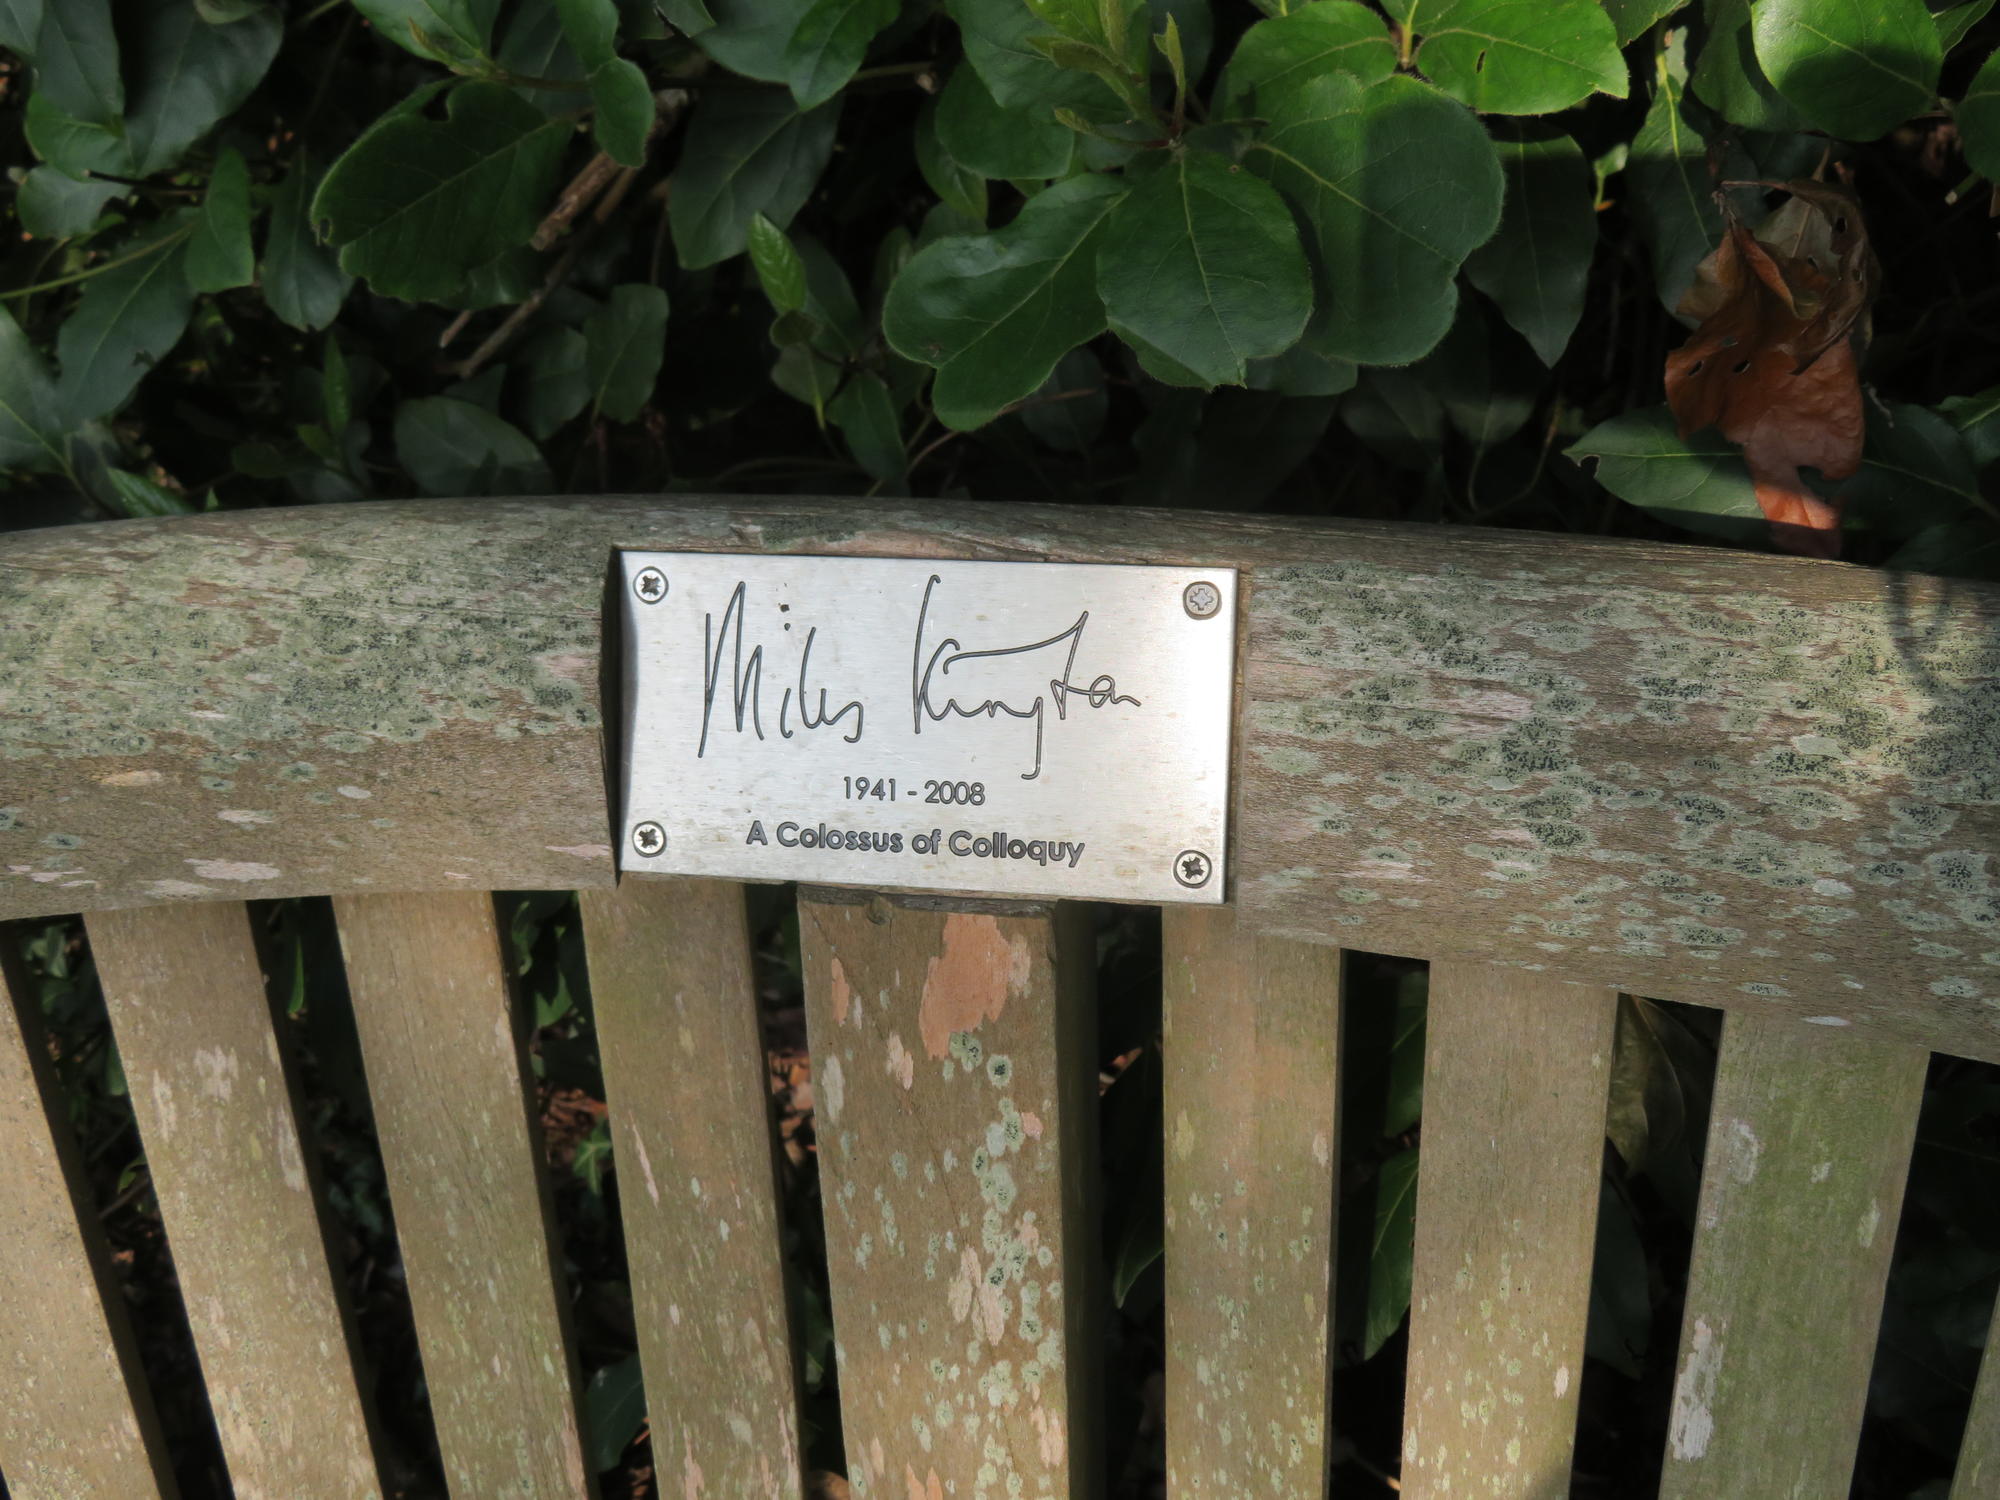 Miles Kington
1941 - 2008
A Colossus of Colloquy